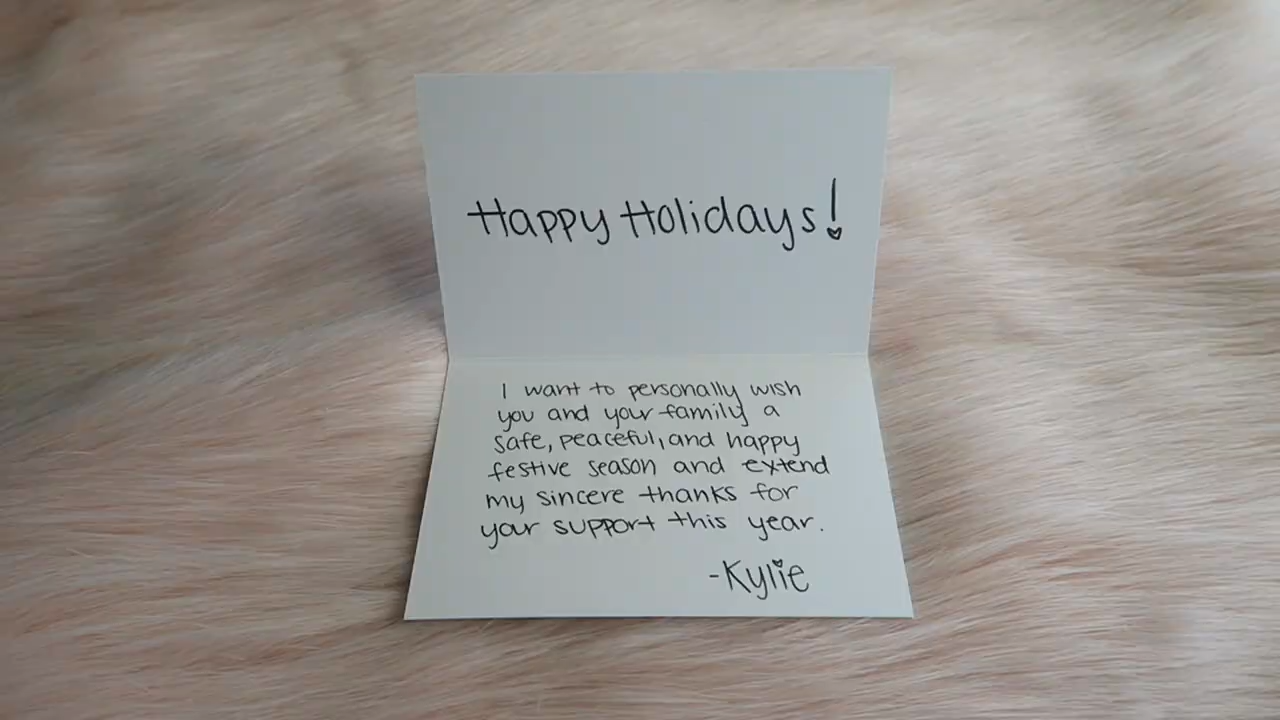 Happy Holidays!
I want to personally wish
you and your family a
safe, peaceful, and happy
festive season and extend
my sincere thanks for
your support this year.
-Kylie